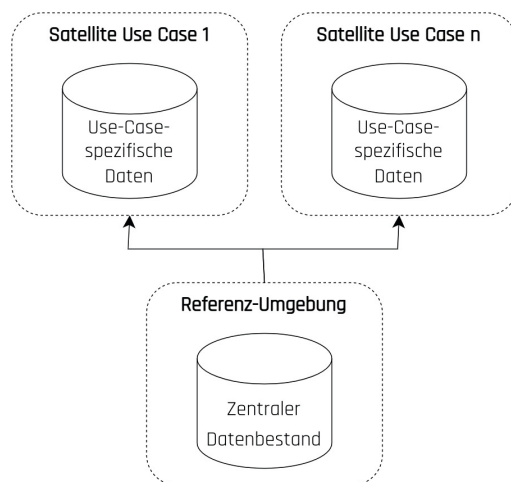 Satellite Use Case 1
Use-Case-
spezifische
Daten
Satellite Use Case n
Use-Case-
spezifische
Daten
Referenz-Umgebung
Zentraler
Datenbestand